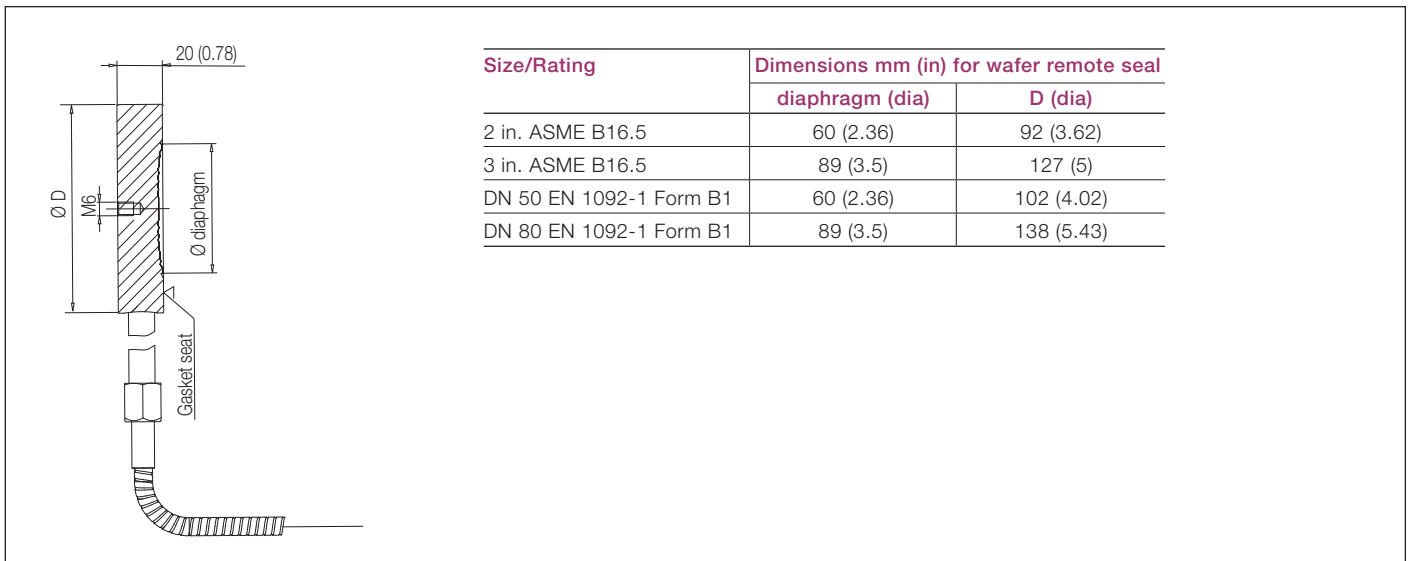 20 (0.78)
Ø D
M6
Ø diaphagm
Gasket seat
Size/Rating Dimensions mm (in) for wafer remote seal
diaphragm (dia) D (dia)
2 in. ASME B16.5 60 (2.36) 92 (3.62)
3 in. ASME B16.5 89 (3.5) 127 (5)
DN 50 EN 1092-1 Form B1 60 (2.36) 102 (4.02)
DN 80 EN 1092-1 Form B1 89 (3.5) 138 (5.43)